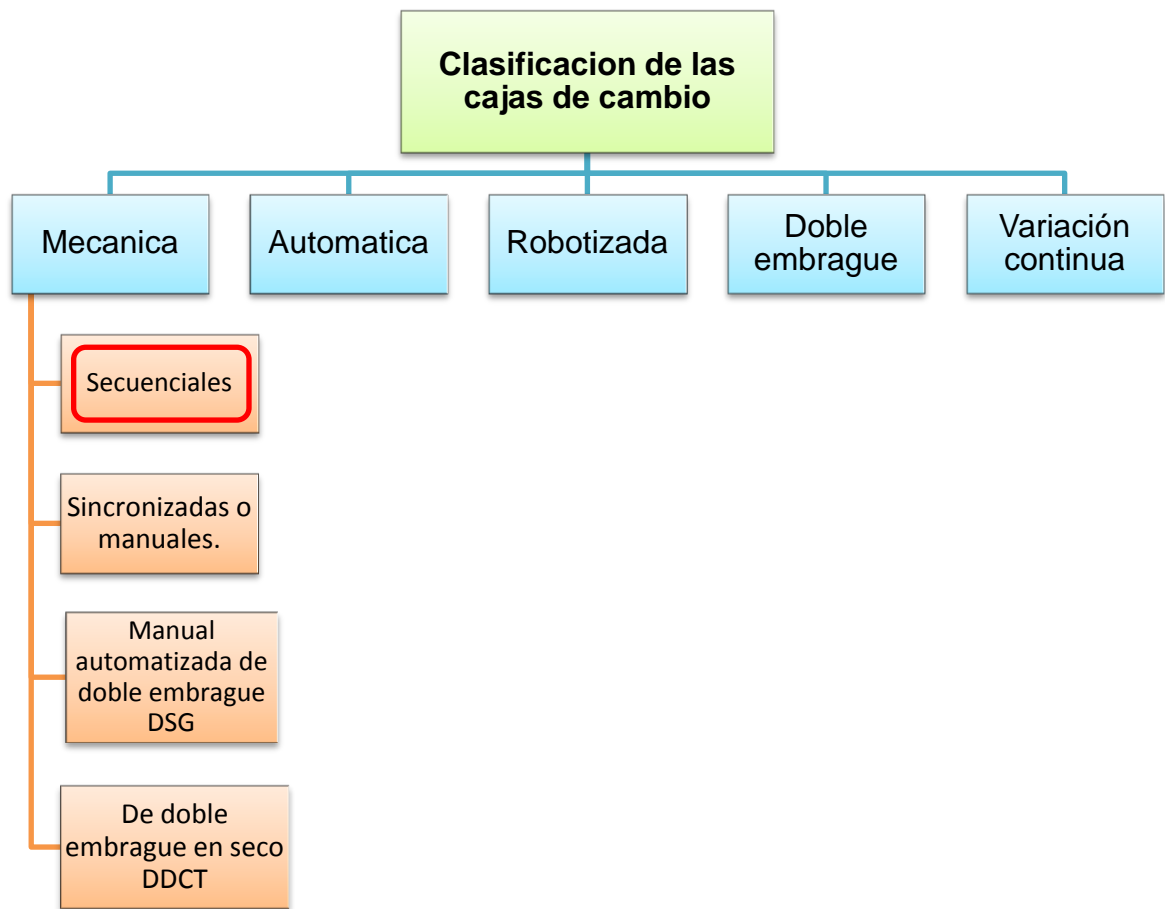 Clasificacion de las
cajas de cambio
Mecanica
Automatica
Robotizada
Doble
embrague
Variación
continua
Secuenciales
Sincronizadas o
manuales.
Manual
automatizada de
doble embrague
DSG
De doble
embrague en seco
DDCT